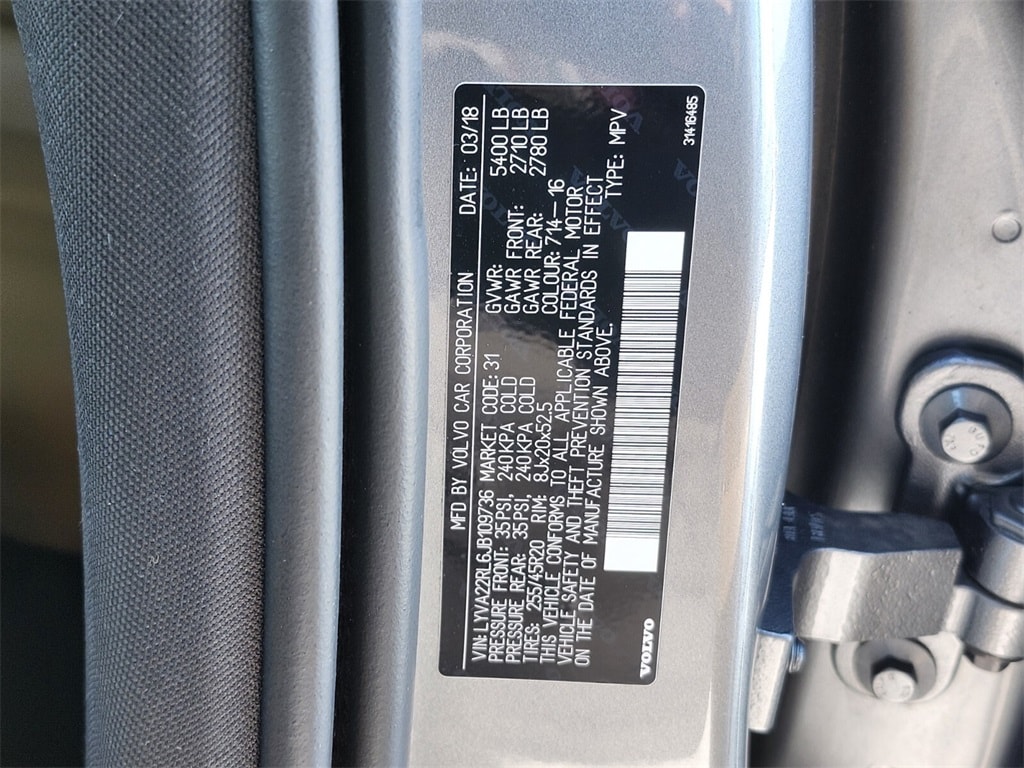 MFD BY VOLVO CAR CORPORATION DATE: 03/18
VIN: LYVA22RL6JB109736 MARKET CODE: 31 GVWR: 5400 LB
PRESSURE FRONT: 35PSI, 240KPA COLD GAWR FRONT: 2710 LB
PRESSURE REAR: 35PSI, 240KPA COLD GAWR REAR: 2780 LB
TIRES: 255/45R20 RIM: 8Jx20x52.5 COLOUR: 714-16
THIS VEHICLE CONFORMS TO ALL APPLICABLE FEDERAL MOTOR
VEHICLE SAFETY AND THEFT PREVENTION STANDARDS IN EFFECT
ON THE DATE OF MANUFACTURE SHOWN ABOVE. TYPE: MPV
VOLVO 31416485